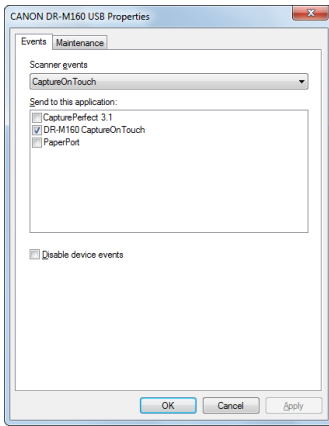 CANON DR-M160 USB Properties
Events Maintenance
Scanner events
CaptureOnTouch
Send to this application:
CapturePerfect 3.1
DR-M160 CaptureOnTouch
PaperPort
Disable device events
OK Cancel Apply